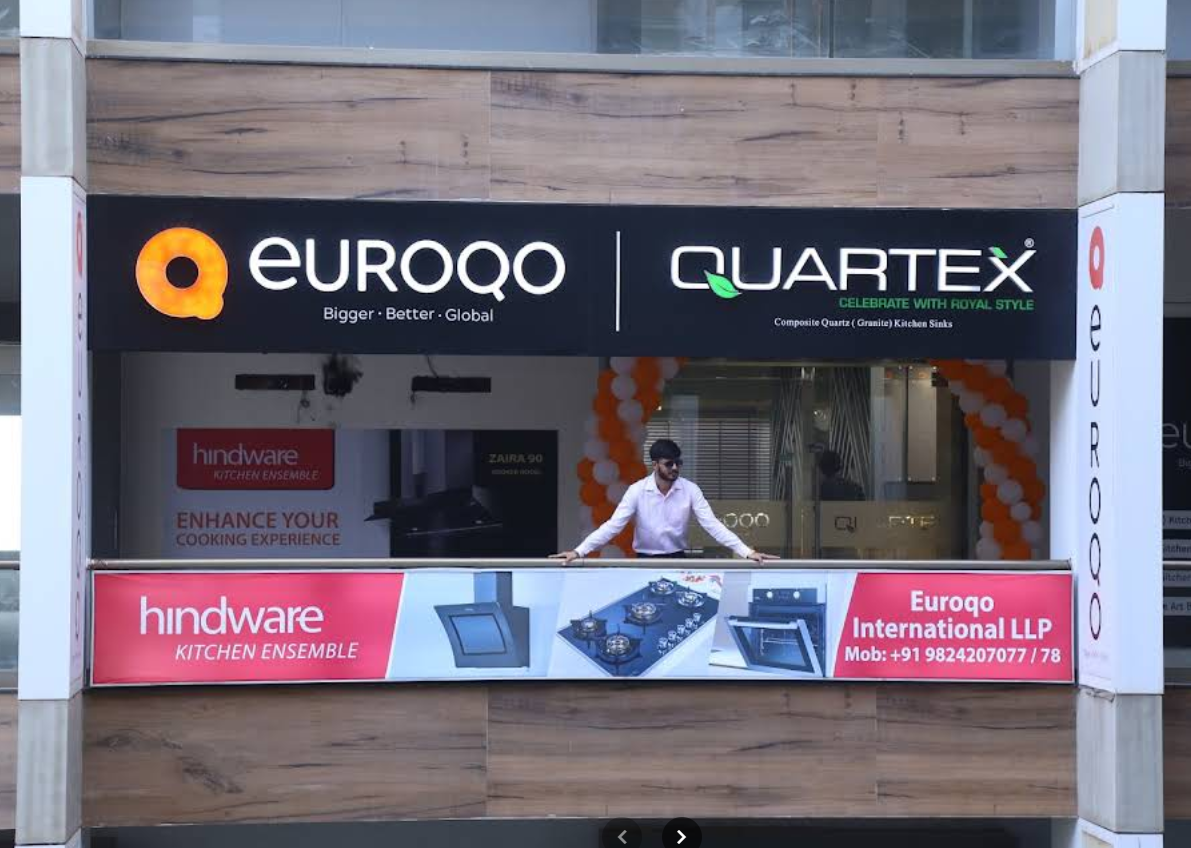 euroqo
Bigger · Better · Global
QUARTEX®
CELEBRATE WITH ROYAL STYLE
Composite Quartz ( Granite) Kitchen Sinks
euroqo
hindware
KITCHEN ENSEMBLE
ENHANCE YOUR
COOKING EXPERIENCE
ZAIRA 90
hindware
KITCHEN ENSEMBLE
Euroqo
International LLP
Mob: +91 9824207077 / 78
euroqo